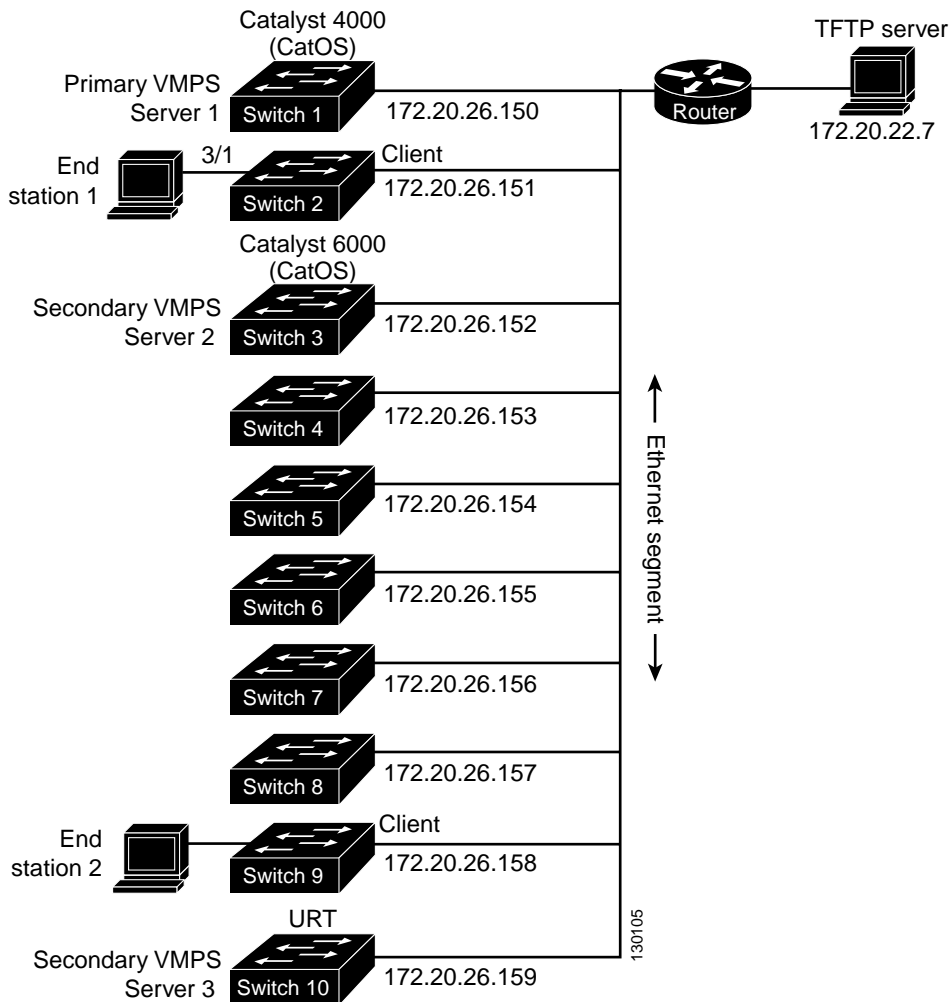 Catalyst 4000
(CatOS)
TFTP server
Primary VMPS
Server 1
Switch 1
172.20.26.150
Router
172.20.22.7
End
station 1
3/1
Client
Switch 2
172.20.26.151
Catalyst 6000
(CatOS)
Secondary VMPS
Server 2
Switch 3
172.20.26.152
Switch 4
172.20.26.153
Ethernet segment
Switch 5
172.20.26.154
Switch 6
172.20.26.155
Switch 7
172.20.26.156
Switch 8
172.20.26.157
End
station 2
Client
Switch 9
172.20.26.158
URT
Secondary VMPS
Server 3
Switch 10
172.20.26.159
130105